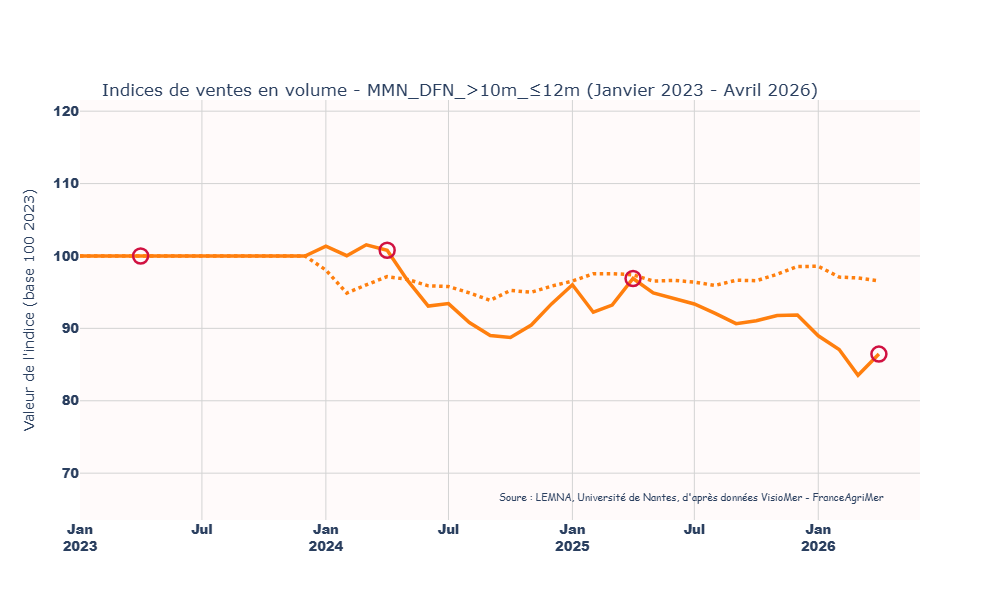 Indices de ventes en volume - MMN_DFN_>10m_≤12m (Janvier 2023 - Avril 2026)
Valeur de l'indice (base 100 2023)
120
110
100
90
80
70
Soure : LEMNA, Université de Nantes, d'après données VisioMer - FranceAgriMer
Jan Jul Jan Jul Jan Jul Jan
2023 2024 2025 2026